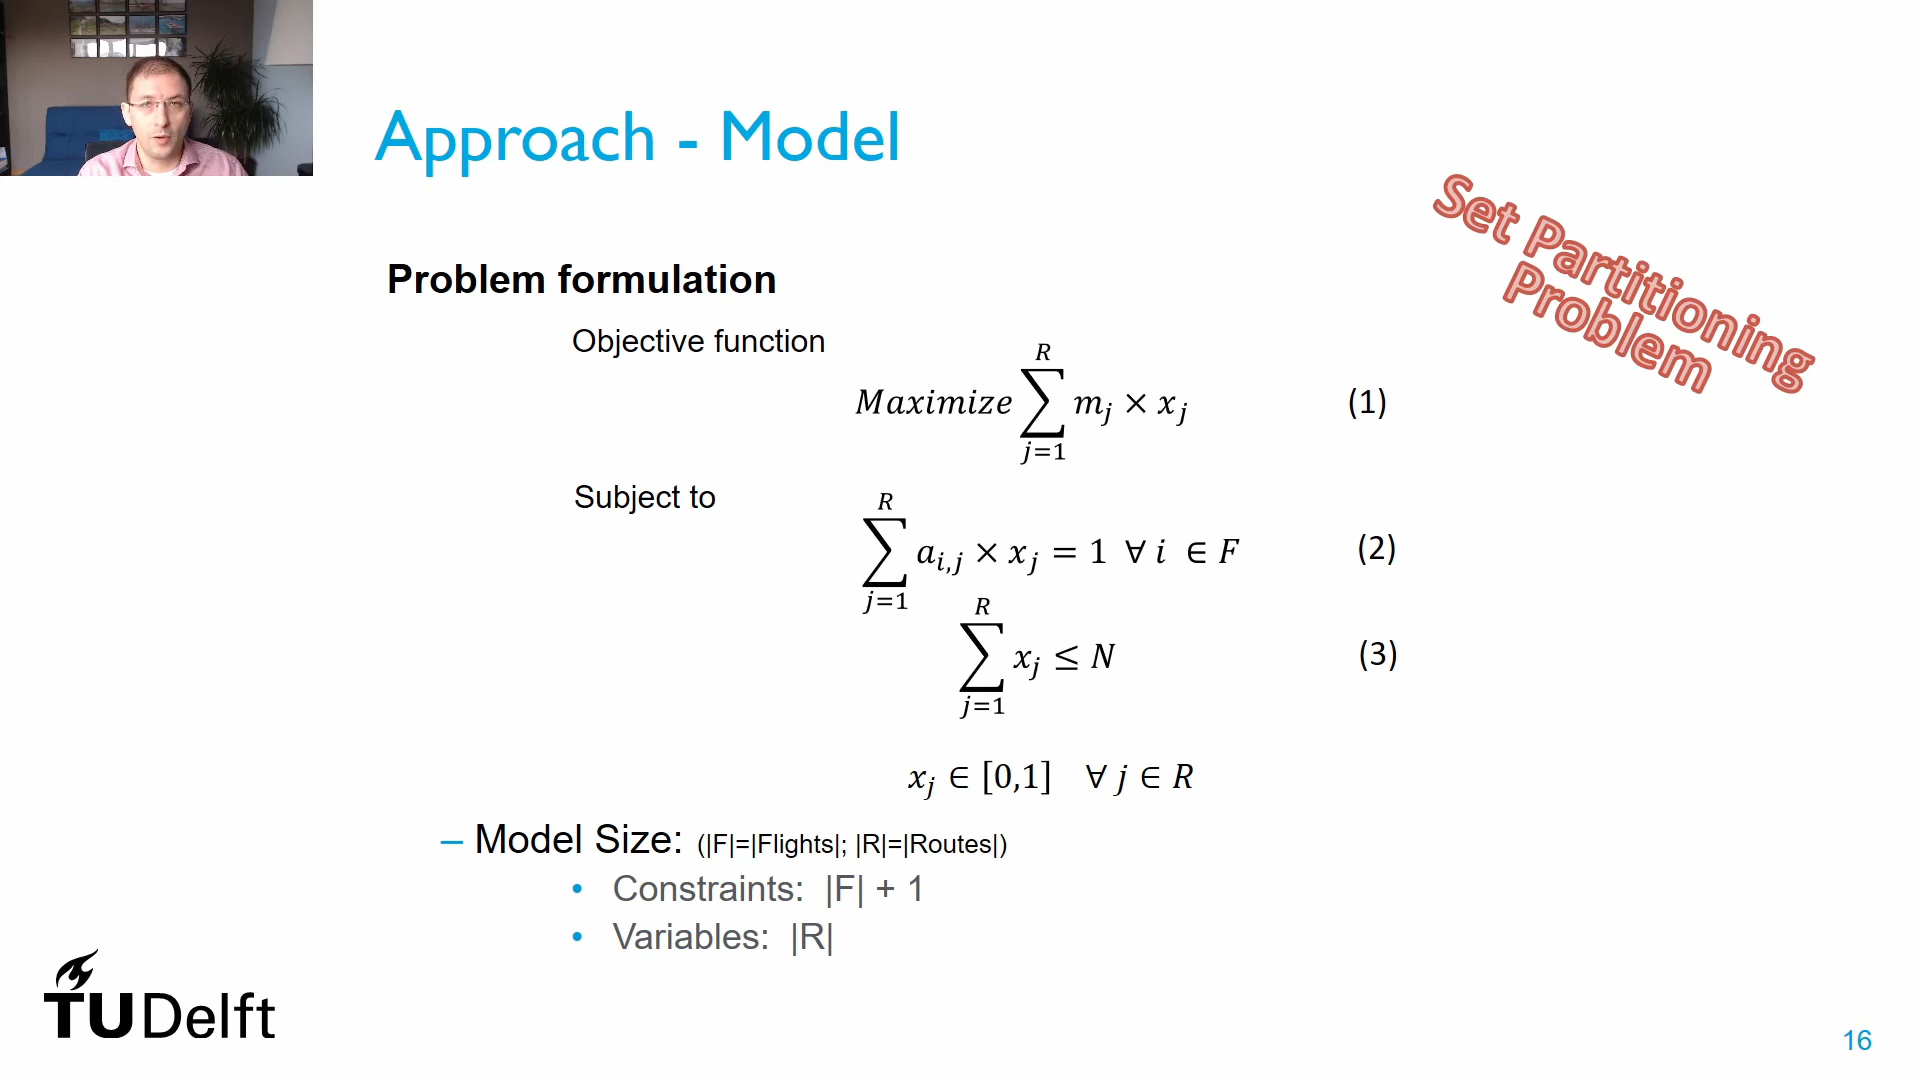 Approach - Model
Set Partitioning
Problem
Problem formulation
Objective function
Maximize ∑_{j=1}^{R} m_j × x_j (1)
Subject to
∑_{j=1}^{R} a_{i,j} × x_j = 1 ∀ i ∈ F (2)
∑_{j=1}^{R} x_j ≤ N (3)
x_j ∈ [0,1] ∀ j ∈ R
– Model Size: (|F|=|Flights|; |R|=|Routes|)
• Constraints: |F| + 1
• Variables: |R|
TUDelft
16